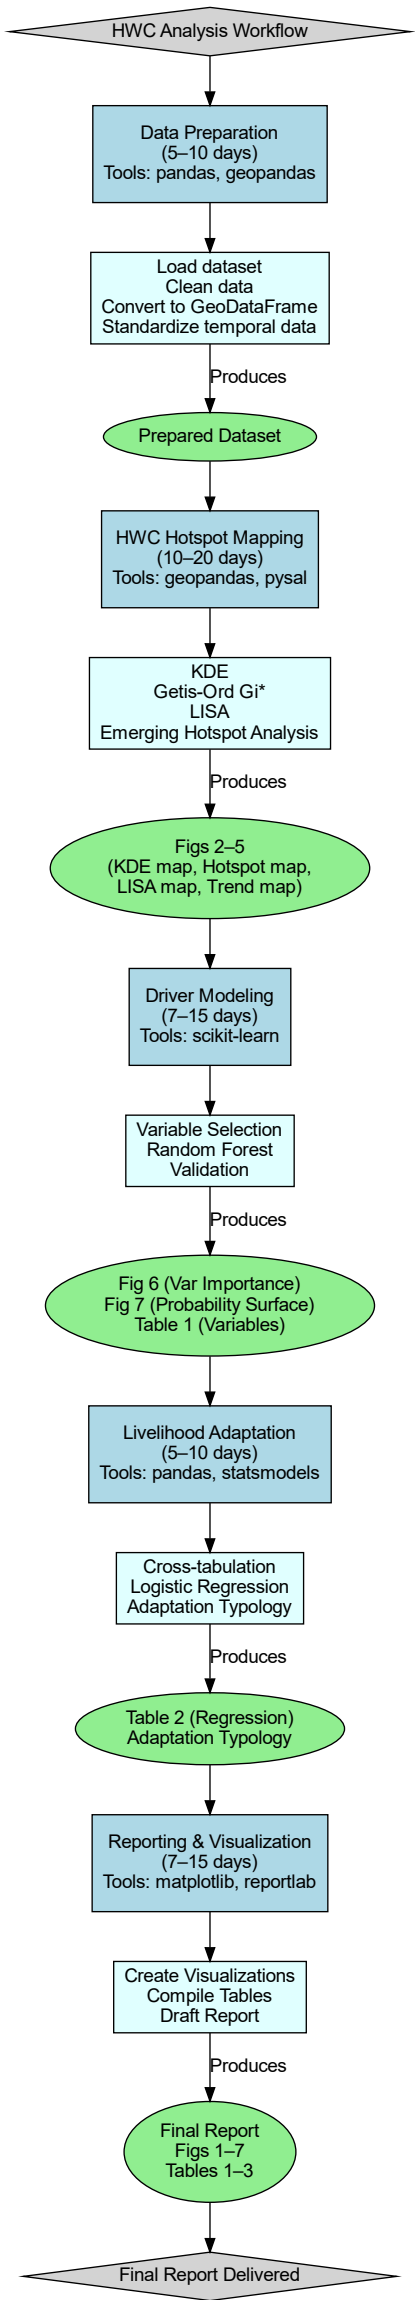 HWC Analysis Workflow
Data Preparation
(5–10 days)
Tools: pandas, geopandas
Load dataset
Clean data
Convert to GeoDataFrame
Standardize temporal data
Produces
Prepared Dataset
HWC Hotspot Mapping
(10–20 days)
Tools: geopandas, pysal
KDE
Getis-Ord Gi*
LISA
Emerging Hotspot Analysis
Produces
Figs 2–5
(KDE map, Hotspot map,
LISA map, Trend map)
Driver Modeling
(7–15 days)
Tools: scikit-learn
Variable Selection
Random Forest
Validation
Produces
Fig 6 (Var Importance)
Fig 7 (Probability Surface)
Table 1 (Variables)
Livelihood Adaptation
(5–10 days)
Tools: pandas, statsmodels
Cross-tabulation
Logistic Regression
Adaptation Typology
Produces
Table 2 (Regression)
Adaptation Typology
Reporting & Visualization
(7–15 days)
Tools: matplotlib, reportlab
Create Visualizations
Compile Tables
Draft Report
Produces
Final Report
Figs 1–7
Tables 1–3
Final Report Delivered